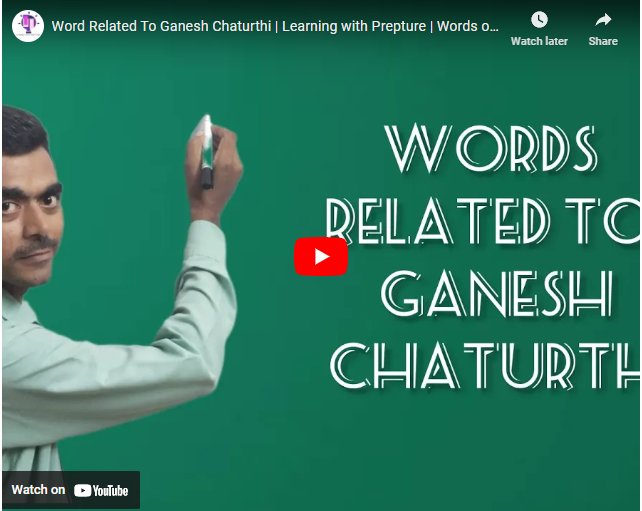 Word Related To Ganesh Chaturthi | Learning with Prepture | Words o...
Watch later
Share
WORDS
RELATED TO
GANESH
CHATURTH
Watch on YouTube